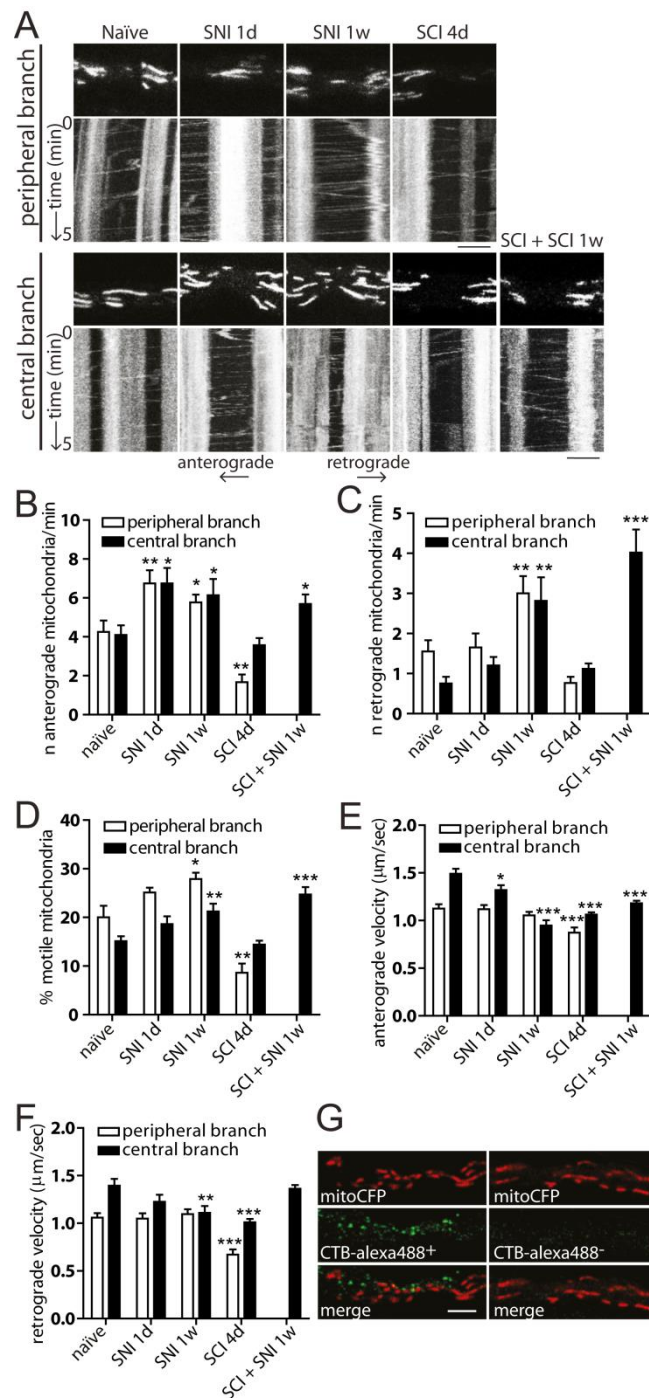 A
Naïve SNI 1d SNI 1w SCI 4d
peripheral branch
0
time (min)
5
SCI + SCI 1w
central branch
0
time (min)
5
anterograde retrograde
B
peripheral branch
central branch
n anterograde mitochondria/min
10
8
6
4
2
0
** * * * ** *
naïve SNI 1d SNI 1w SCI 4d SCI + SNI 1w
C
peripheral branch
central branch
n retrograde mitochondria/min
5
4
3
2
1
0
** ** ***
naïve SNI 1d SNI 1w SCI 4d SCI + SNI 1w
D
peripheral branch
central branch
% motile mitochondria
40
30
20
10
0
* ** ** ***
naïve SNI 1d SNI 1w SCI 4d SCI + SNI 1w
E
peripheral branch
central branch
anterograde velocity (μm/sec)
2.0
1.5
1.0
0.5
0.0
* *** *** *** ***
naïve SNI 1d SNI 1w SCI 4d SCI + SNI 1w
F
peripheral branch
central branch
retrograde velocity (μm/sec)
2.0
1.5
1.0
0.5
0.0
** *** ***
naïve SNI 1d SNI 1w SCI 4d SCI + SNI 1w
G
mitoCFP mitoCFP
CTB-alexa488+ CTB-alexa488-
merge merge